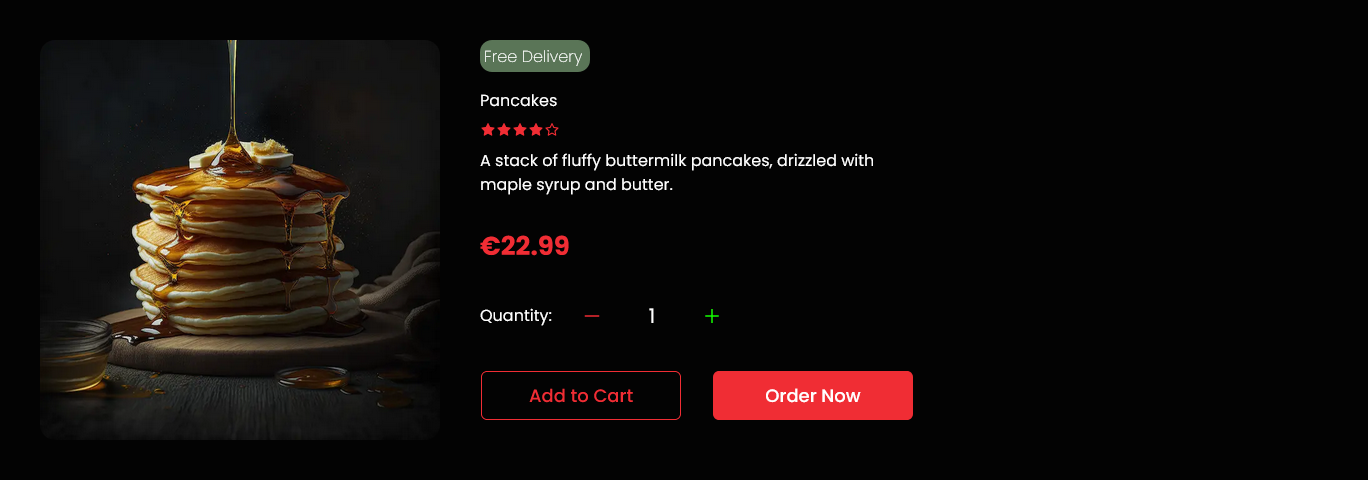 Free Delivery
Pancakes
A stack of fluffy buttermilk pancakes, drizzled with
maple syrup and butter.
€22.99
Quantity: — 1 +
Add to Cart Order Now